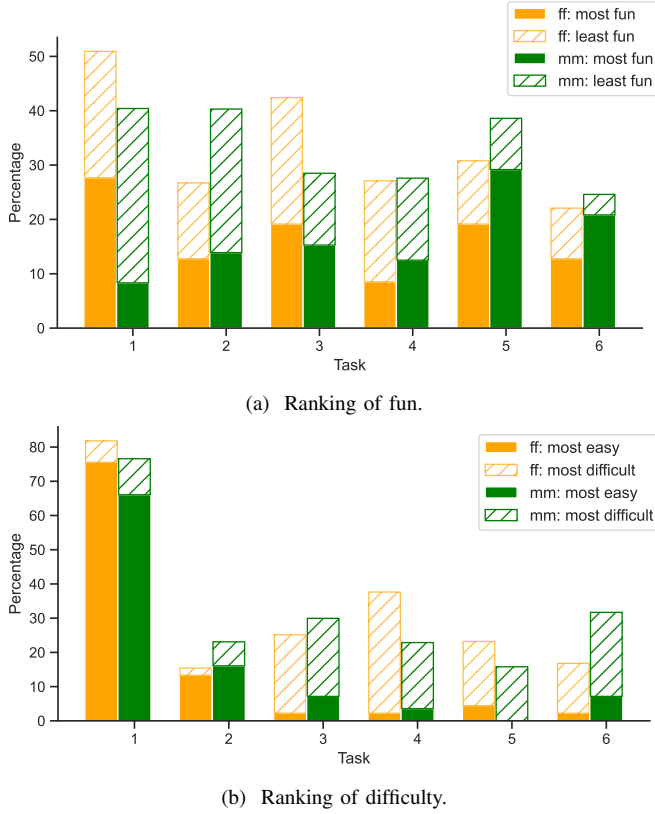 ff: most fun
ff: least fun
mm: most fun
mm: least fun
Percentage
50
40
30
20
10
0
1 2 3 4 5 6
Task
(a) Ranking of fun.
ff: most easy
ff: most difficult
mm: most easy
mm: most difficult
Percentage
80
70
60
50
40
30
20
10
0
1 2 3 4 5 6
Task
(b) Ranking of difficulty.